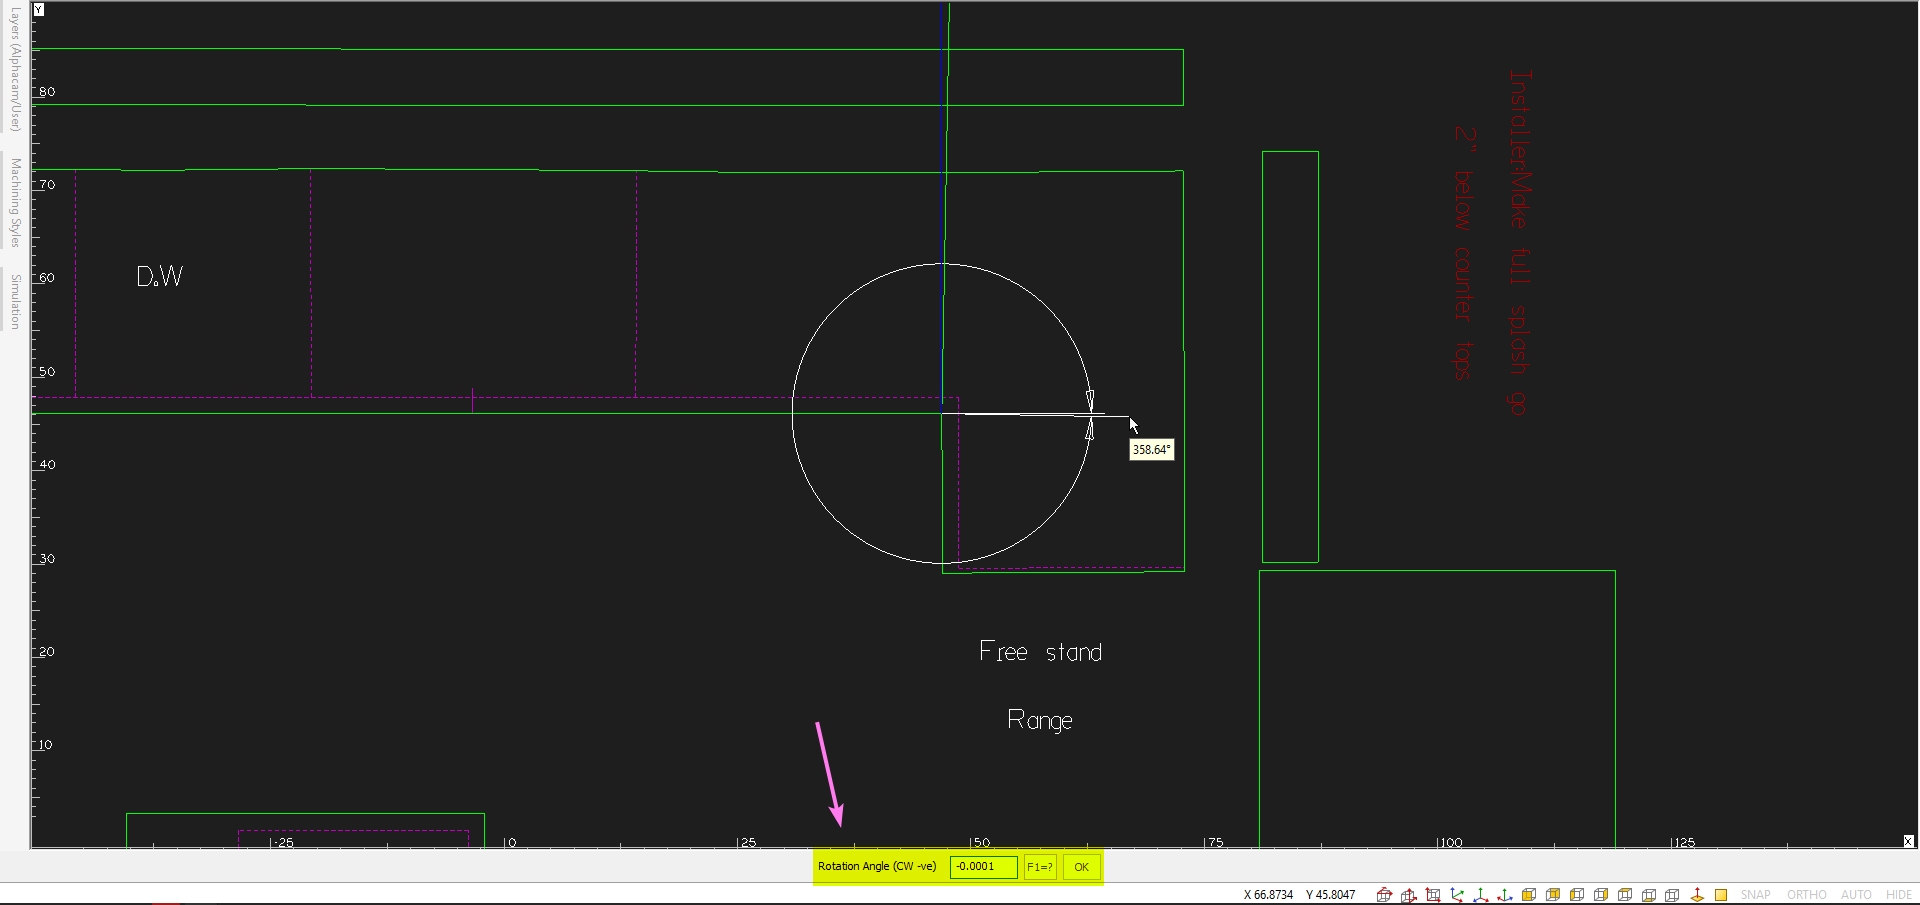 Y
Layers (Alphacam/User)
Machining Styles
Simulation
80
70
60
50
40
30
20
10
D.W
358.64°
Installer:Make full splash go
2" below counter tops
Free stand
Range
-25
0
25
50
75
100
125
X
Rotation Angle (CW -ve) -0.0001 F1=? OK
X 66.8734 Y 45.8047 SNAP ORTHO AUTO HIDE